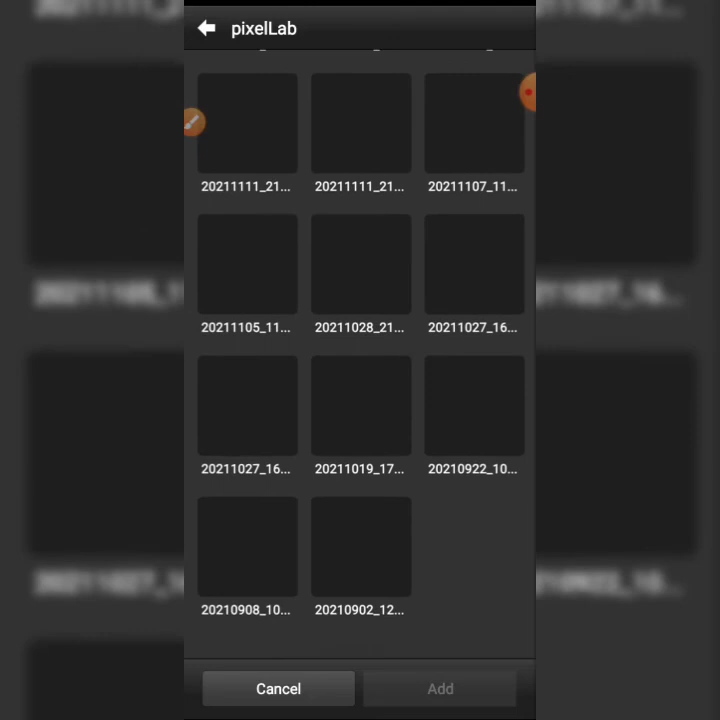 pixelLab
20211111_21... 20211111_21... 20211107_11...
20211105_11... 20211028_21... 20211027_16...
20211027_16... 20211019_17... 20210922_10...
20210908_10... 20210902_12...
Cancel Add